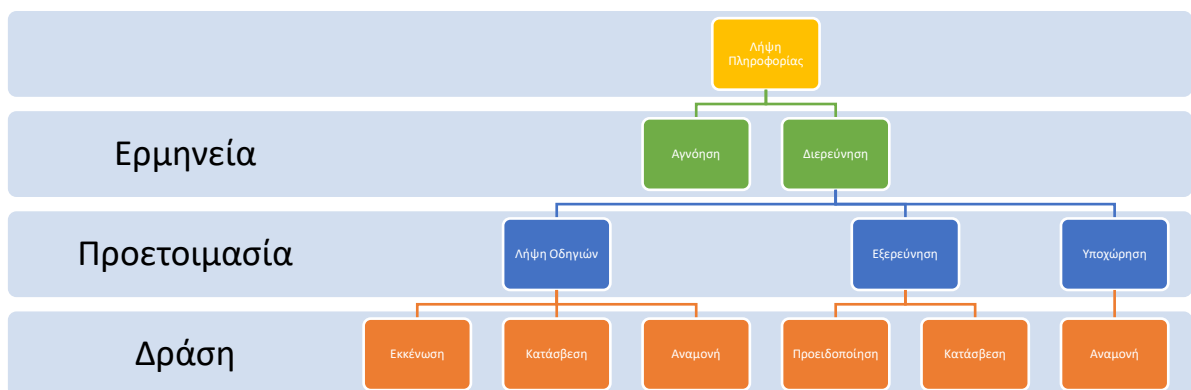 Λήψη
Πληροφορίας
Ερμηνεία
Αγνόηση
Διερεύνηση
Προετοιμασία
Λήψη Οδηγιών
Εξερεύνηση
Υποχώρηση
Δράση
Εκκένωση
Κατάσβεση
Αναμονή
Προειδοποίηση
Κατάσβεση
Αναμονή